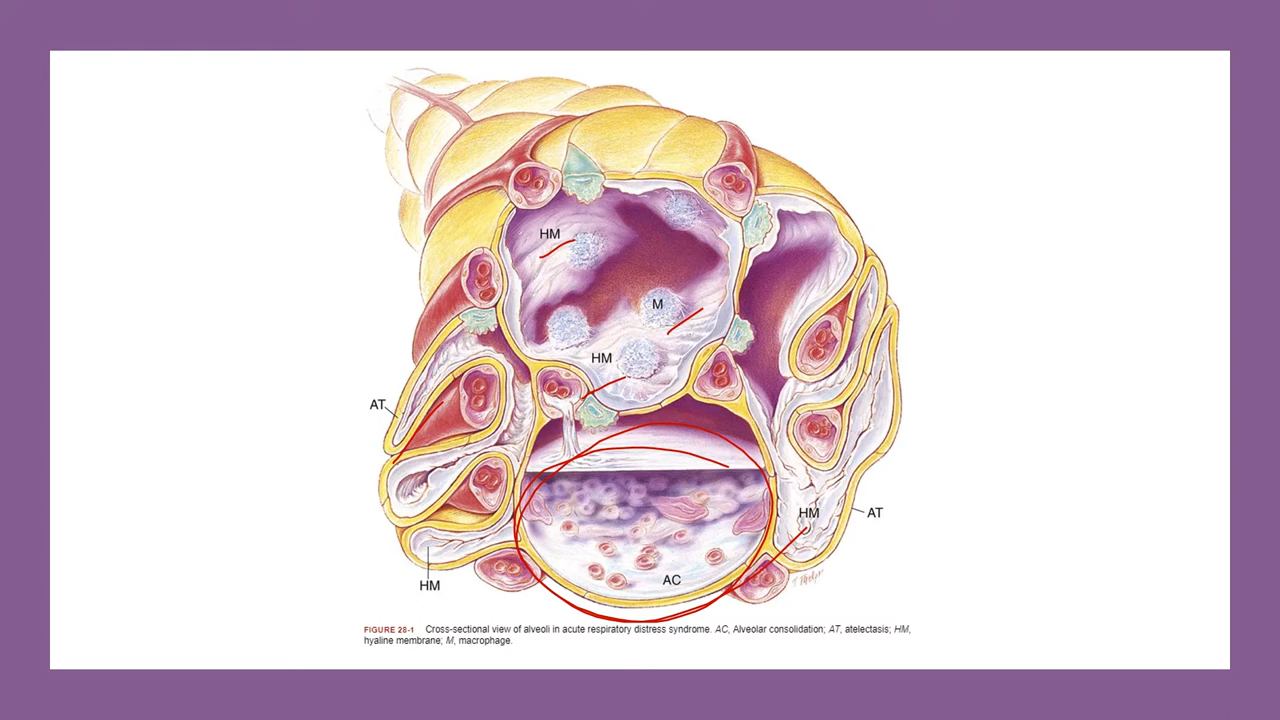 HM
M
HM
AT
HM
AT
AC
HM
FIGURE 28-1 Cross-sectional view of alveoli in acute respiratory distress syndrome. AC, Alveolar consolidation; AT, atelectasis; HM,
hyaline membrane; M, macrophage.